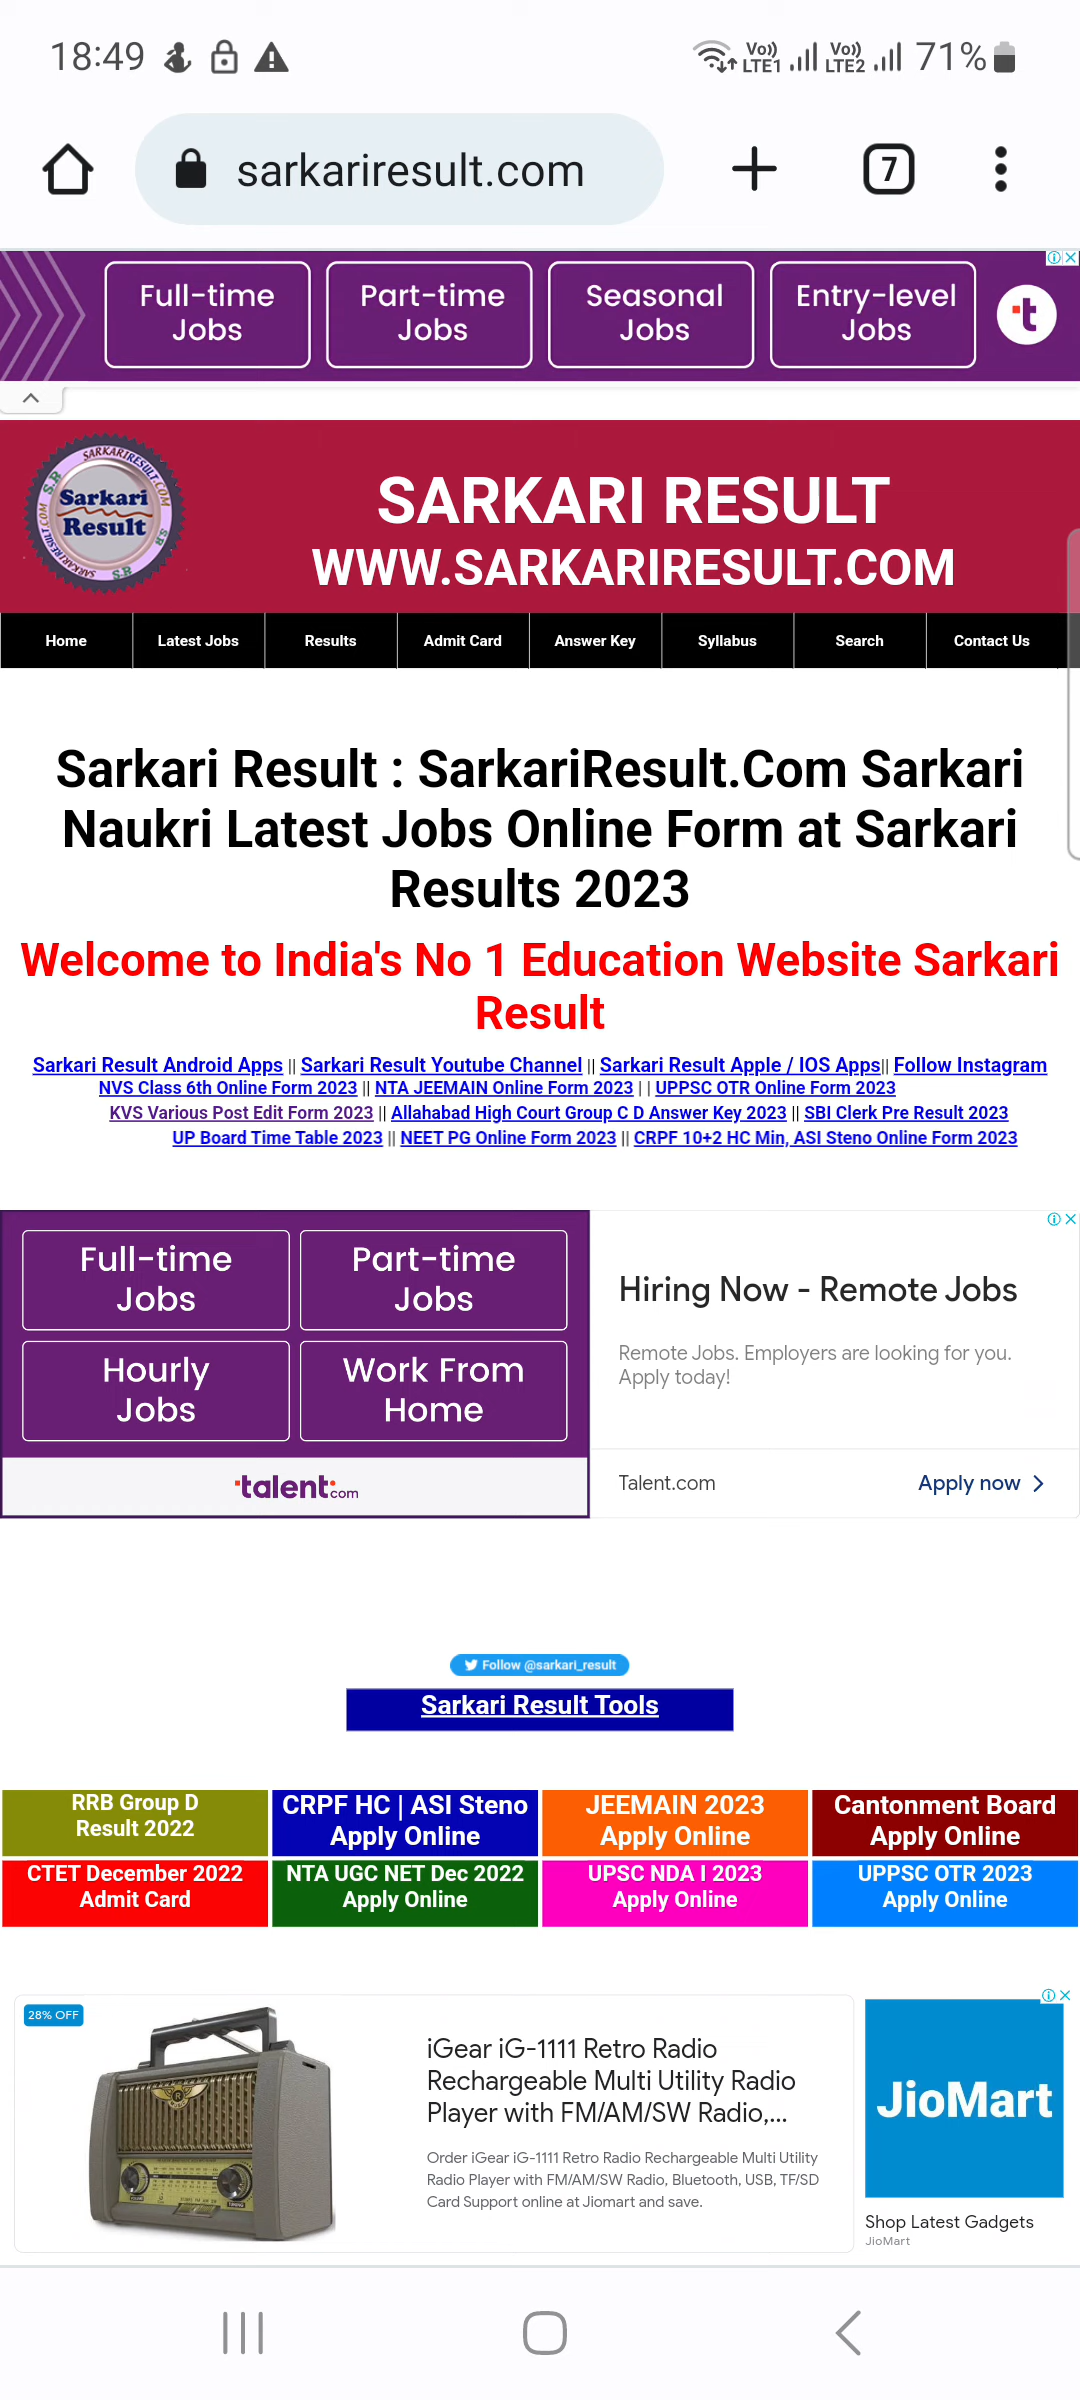 18:49
Vo)) LTE1 Vo)) LTE2 71%
sarkariresult.com
7
Full-time Jobs
Part-time Jobs
Seasonal Jobs
Entry-level Jobs
t
SARKARIRESULT.COM
S.R
Sarkari
Result
SARKARI RESULT
WWW.SARKARIRESULT.COM
Home Latest Jobs Results Admit Card Answer Key Syllabus Search Contact Us
Sarkari Result : SarkariResult.Com Sarkari
Naukri Latest Jobs Online Form at Sarkari
Results 2023
Welcome to India's No 1 Education Website Sarkari
Result
Sarkari Result Android Apps || Sarkari Result Youtube Channel || Sarkari Result Apple / IOS Apps|| Follow Instagram
NVS Class 6th Online Form 2023 || NTA JEEMAIN Online Form 2023 | | UPPSC OTR Online Form 2023
KVS Various Post Edit Form 2023 || Allahabad High Court Group C D Answer Key 2023 || SBI Clerk Pre Result 2023
UP Board Time Table 2023 || NEET PG Online Form 2023 || CRPF 10+2 HC Min, ASI Steno Online Form 2023
Full-time Jobs
Part-time Jobs
Hourly Jobs
Work From Home
talent.com
Hiring Now - Remote Jobs
Remote Jobs. Employers are looking for you.
Apply today!
Talent.com
Apply now
Follow @sarkari_result
Sarkari Result Tools
RRB Group D
Result 2022
CRPF HC | ASI Steno
Apply Online
JEEMAIN 2023
Apply Online
Cantonment Board
Apply Online
CTET December 2022
Admit Card
NTA UGC NET Dec 2022
Apply Online
UPSC NDA I 2023
Apply Online
UPPSC OTR 2023
Apply Online
28% OFF
iGear iG-1111 Retro Radio
Rechargeable Multi Utility Radio
Player with FM/AM/SW Radio,...
Order iGear iG-1111 Retro Radio Rechargeable Multi Utility
Radio Player with FM/AM/SW Radio, Bluetooth, USB, TF/SD
Card Support online at Jiomart and save.
JioMart
Shop Latest Gadgets
JioMart